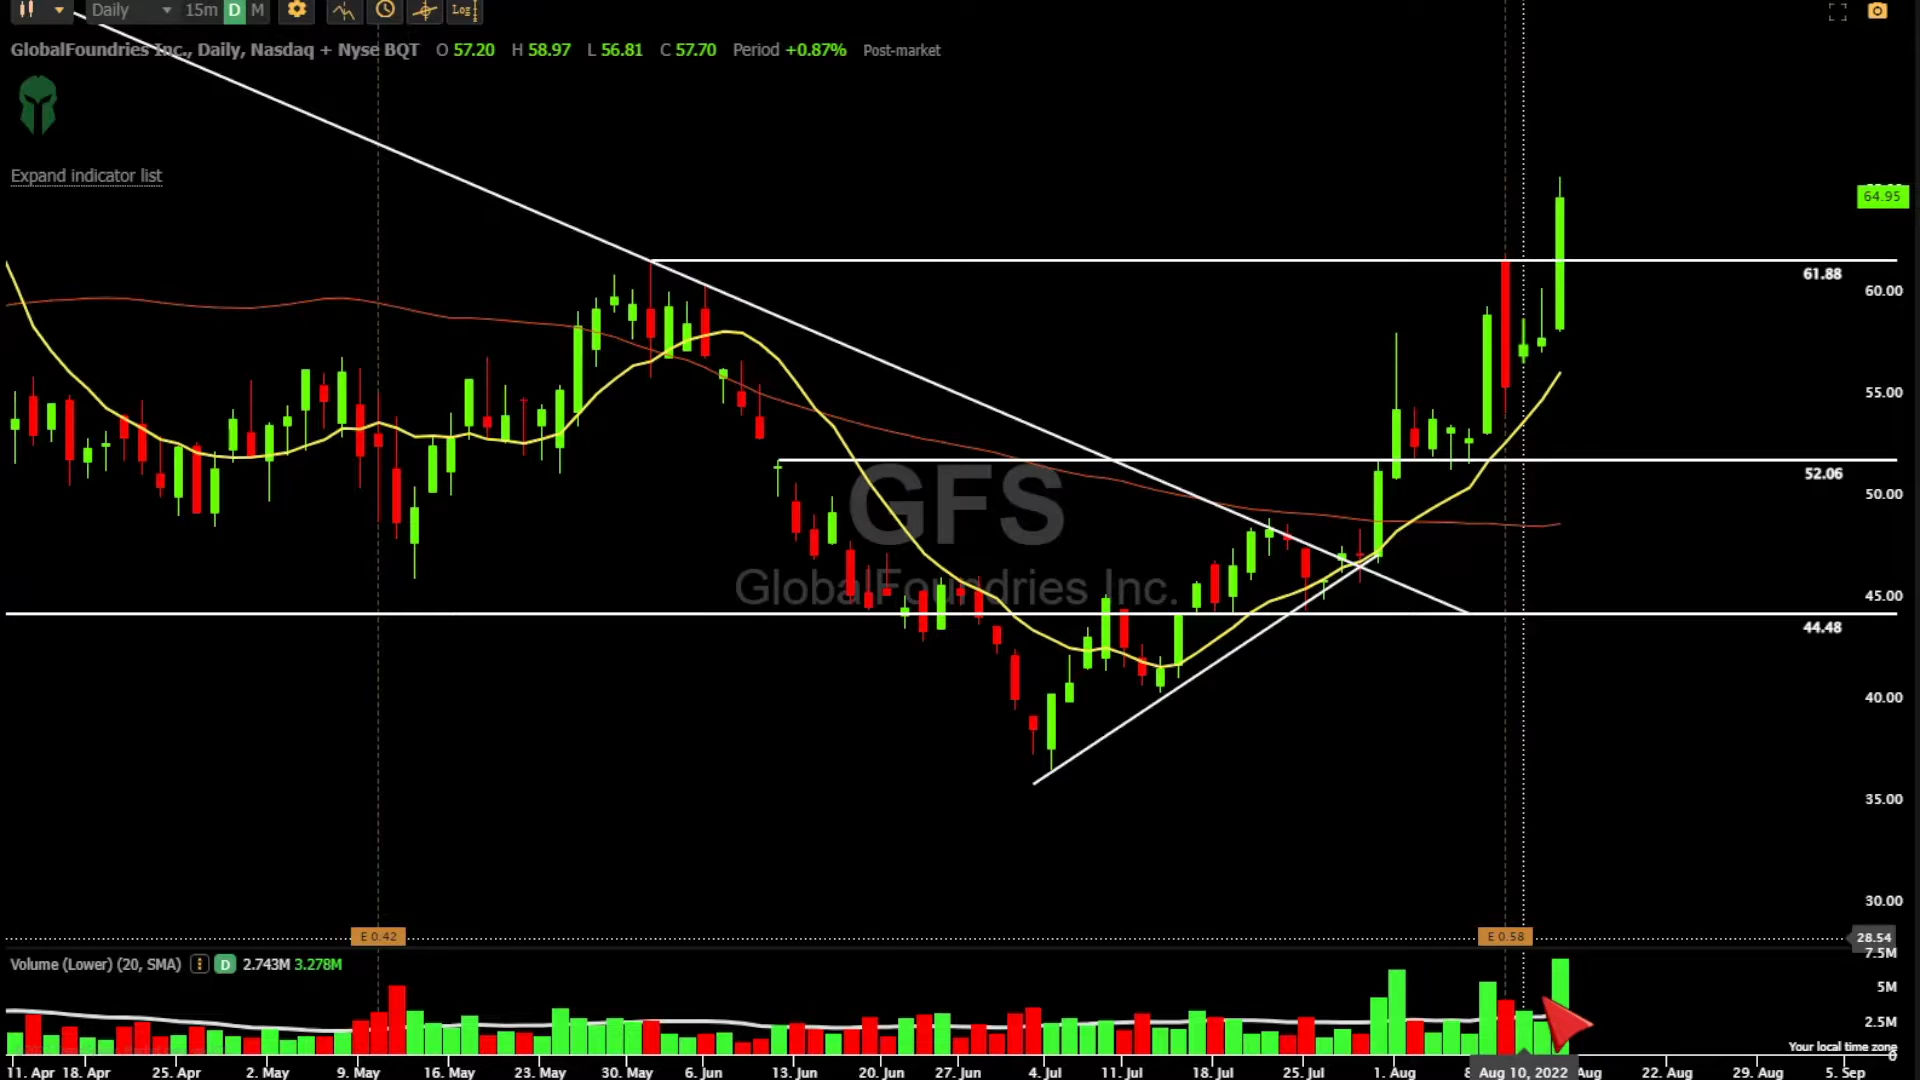 Daily 15m D M Log
GlobalFoundries Inc., Daily, Nasdaq + Nyse BQT O 57.20 H 58.97 L 56.81 C 57.70 Period +0.87% Post-market
Expand indicator list
64.95
61.88
60.00
55.00
52.06
50.00
GFS
GlobalFoundries Inc.
45.00
44.48
40.00
35.00
30.00
E 0.42
E 0.58
28.54
Volume (Lower) (20, SMA) D 2.743M 3.278M
7.5M
5M
2.5M
Your local time zone
0
11. Apr 18. Apr 25. Apr 2. May 9. May 16. May 23. May 30. May 6. Jun 13. Jun 20. Jun 27. Jun 4. Jul 11. Jul 18. Jul 25. Jul 1. Aug 8 Aug 10, 2022 Aug 22. Aug 29. Aug 5. Sep